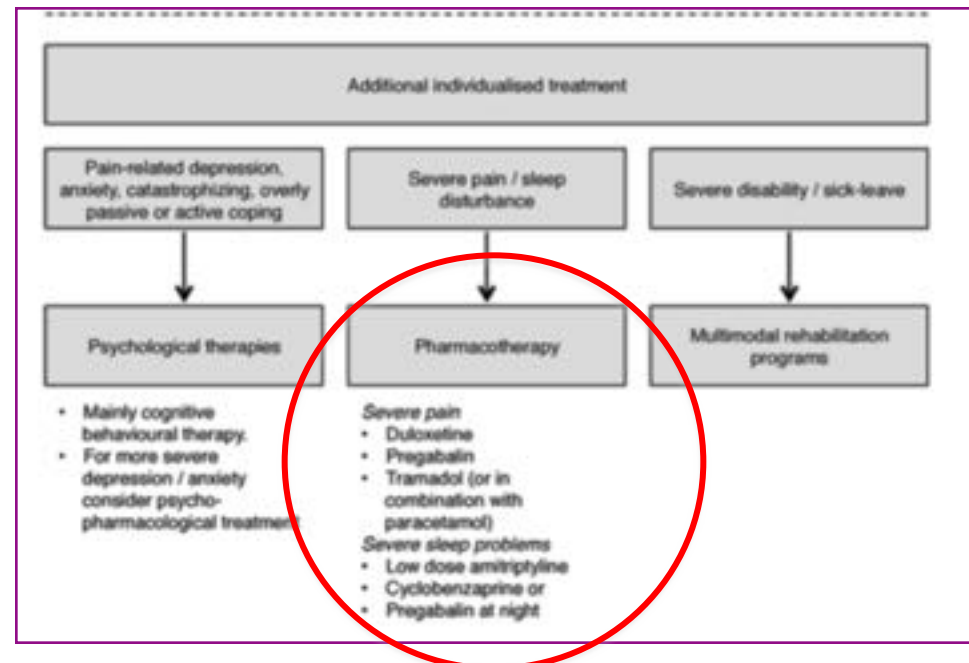 Additional individualised treatment
Pain-related depression,
anxiety, catastrophizing, overly
passive or active coping
Severe pain / sleep
disturbance
Severe disability / sick-leave
Psychological therapies
Pharmacotherapy
Multimodal rehabilitation
programs
• Mainly cognitive
behavioural therapy.
• For more severe
depression / anxiety
consider psycho-
pharmacological treatment
Severe pain
• Duloxetine
• Pregabalin
• Tramadol (or in
combination with
paracetamol)
Severe sleep problems
• Low dose amitriptyline
• Cyclobenzaprine or
• Pregabalin at night